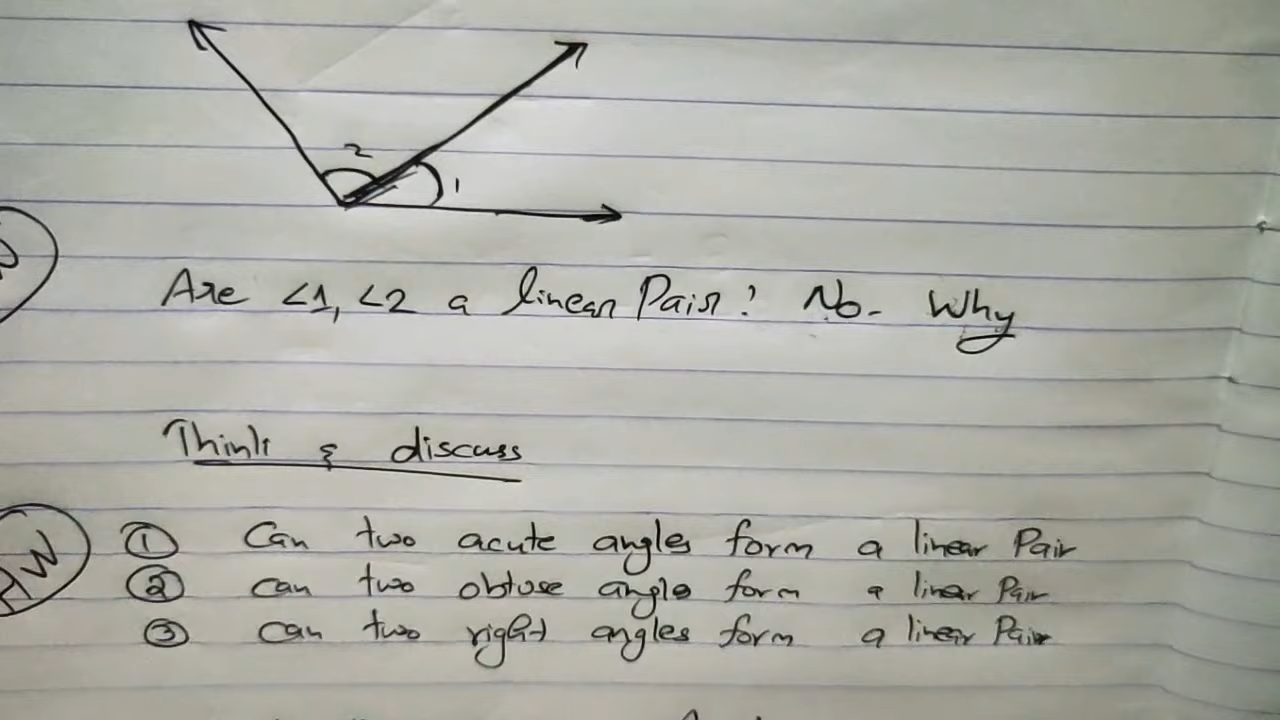 2
1
Are <1, <2 a linear Pair? No. Why
Think & discuss
HW
① Can two acute angles form a linear Pair
② can two obtuse angle form a linear Pair
③ can two right angles form a linear Pair